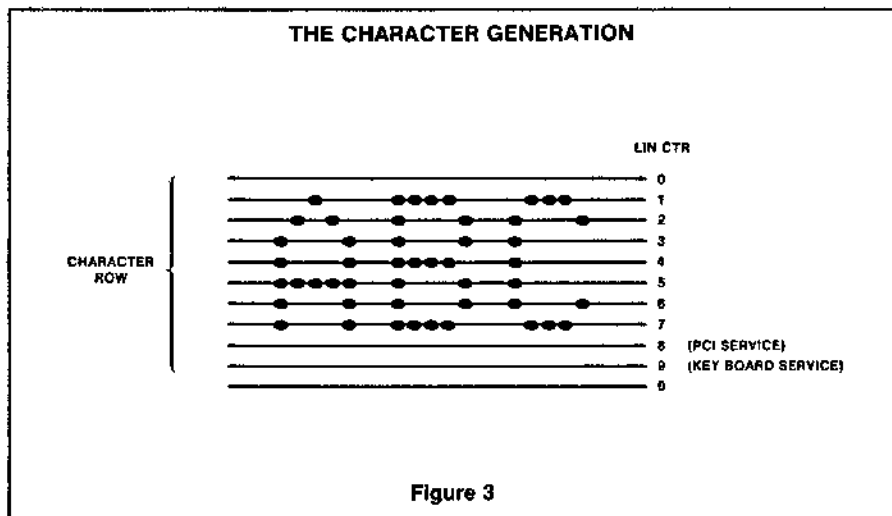 THE CHARACTER GENERATION
LIN CTR
0
1
2
3
4
CHARACTER
ROW
5
6
7
8 (PCI SERVICE)
9 (KEY BOARD SERVICE)
0
Figure 3